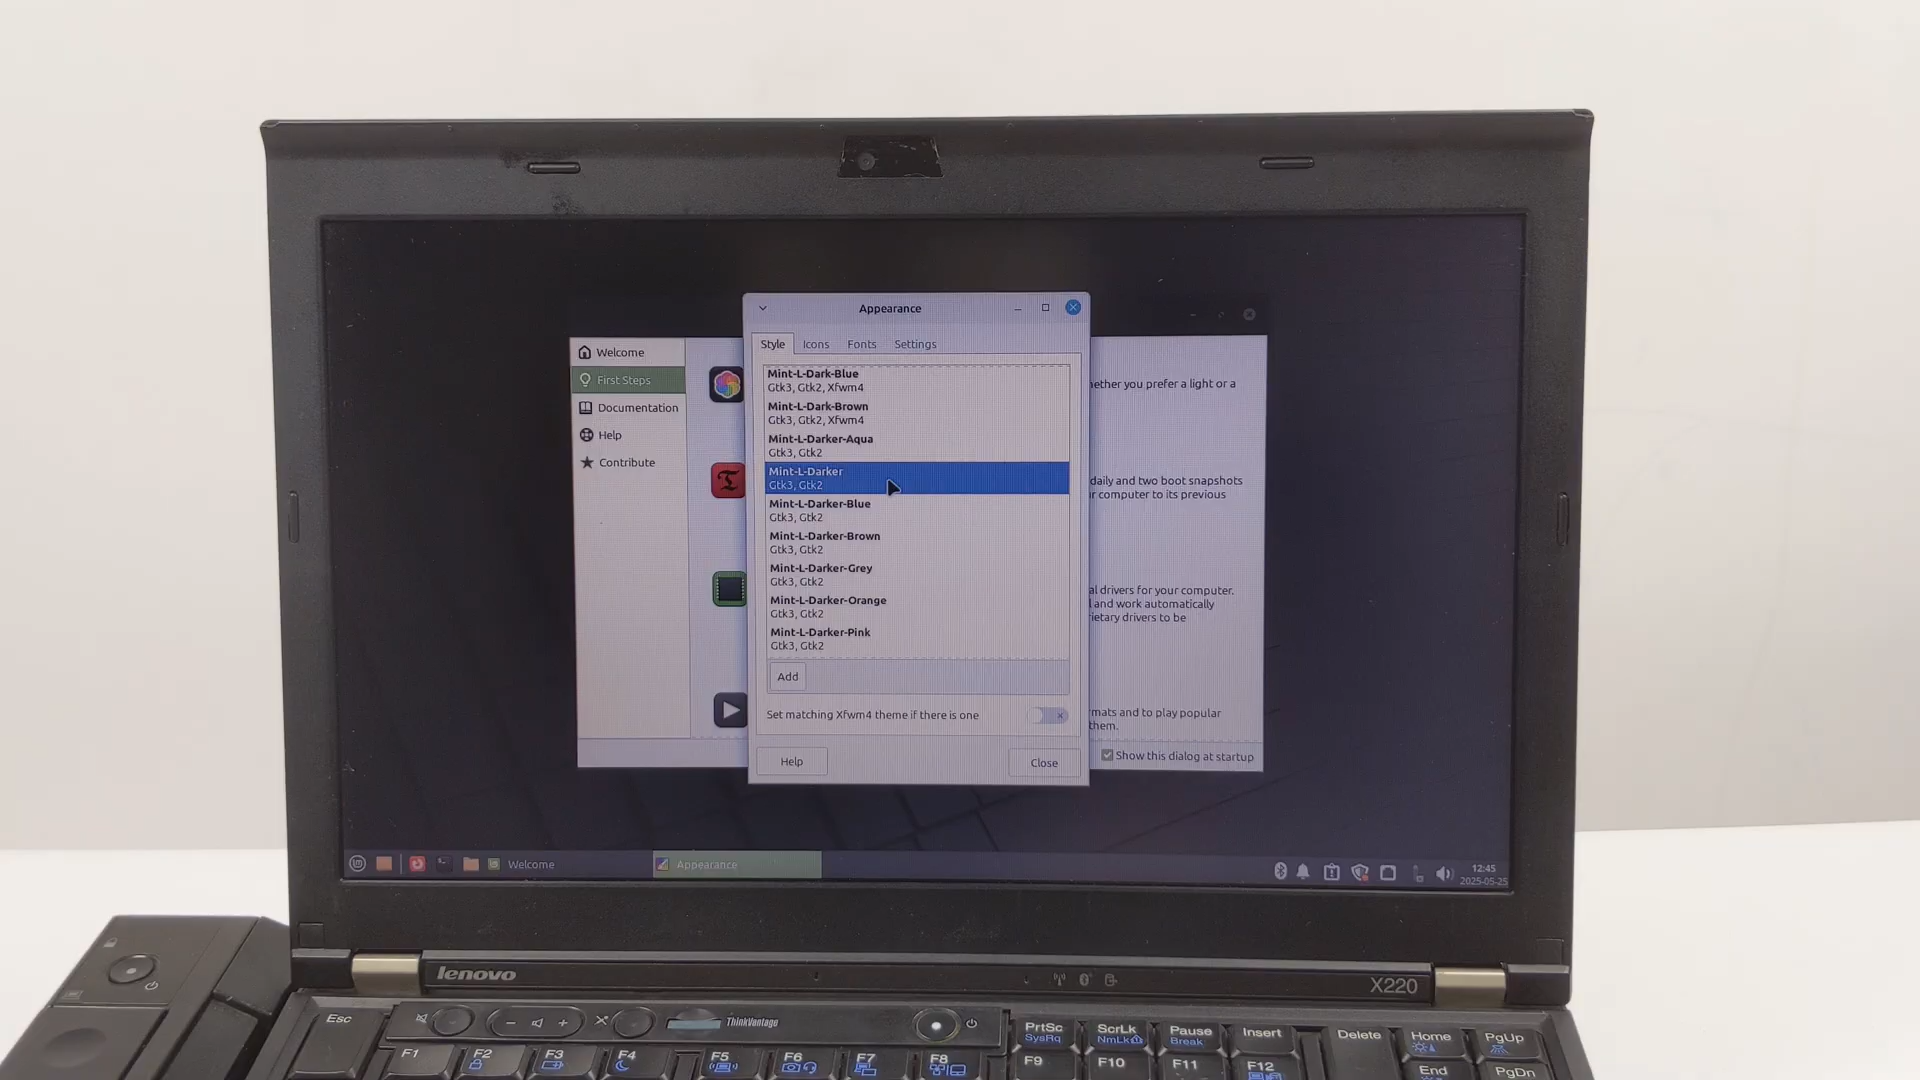 Appearance
Style Icons Fonts Settings
Mint-L-Dark-Blue
Gtk3, Gtk2, Xfwm4
Mint-L-Dark-Brown
Gtk3, Gtk2, Xfwm4
Mint-L-Darker-Aqua
Gtk3, Gtk2
Mint-L-Darker
Gtk3, Gtk2
Mint-L-Darker-Blue
Gtk3, Gtk2
Mint-L-Darker-Brown
Gtk3, Gtk2
Mint-L-Darker-Grey
Gtk3, Gtk2
Mint-L-Darker-Orange
Gtk3, Gtk2
Mint-L-Darker-Pink
Gtk3, Gtk2
Add
Set matching Xfwm4 theme if there is one
Help
Close
Welcome
First Steps
Documentation
Help
Contribute
ether you prefer a light or a
daily and two boot snapshots
r computer to its previous
al drivers for your computer.
l and work automatically
ietary drivers to be
mats and to play popular
them.
Show this dialog at startup
Welcome
Appearance
12:45
2025-05-25
lenovo
X220
ThinkVantage
Esc
PrtSc
SysRq
ScrLk
NmLk
Pause
Break
Insert
Delete
Home
PgUp
F1 F2 F3 F4 F5 F6 F7 F8 F9 F10 F11 F12
End
PgDn